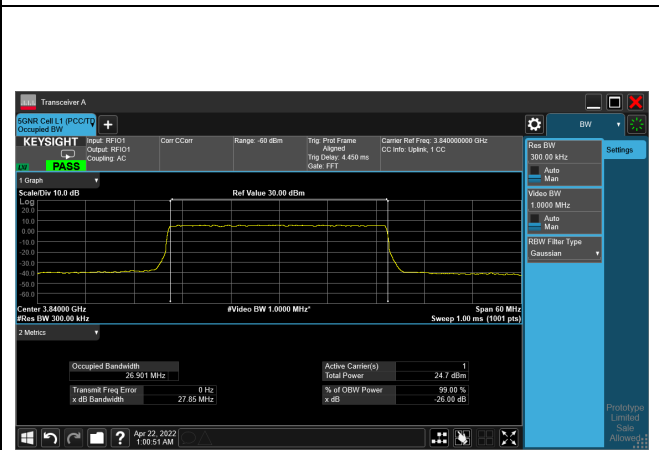 Transceiver A
5GNR Cell L1 (PCC/TD
Occupied BW
BW
KEYSIGHT
Input: RFIO1
Output: RFIO1
Coupling: AC
Corr CCorr
Range: -60 dBm
Trig: Prot Frame
Aligned
Trig Delay: 4.450 ms
Gate: FFT
Carrier Ref Freq: 3.840000000 GHz
CC Info: Uplink, 1 CC
PASS
Res BW
300.00 kHz
Auto
Man
Settings
Video BW
1.0000 MHz
Auto
Man
RBW Filter Type
Gaussian
1 Graph
Scale/Div 10.0 dB
Ref Value 30.00 dBm
Log
20.0
10.0
0.00
-10.0
-20.0
-30.0
-40.0
-50.0
-60.0
Center 3.84000 GHz
#Video BW 1.0000 MHz*
Span 60 MHz
#Res BW 300.00 kHz
Sweep 1.00 ms (1001 pts)
2 Metrics
Occupied Bandwidth
26.901 MHz
Active Carrier(s) 1
Total Power 24.7 dBm
Transmit Freq Error 0 Hz
x dB Bandwidth 27.85 MHz
% of OBW Power 99.00 %
x dB -26.00 dB
Prototype
Limited
Sale
Allowed
Apr 22, 2022
1:00:51 AM